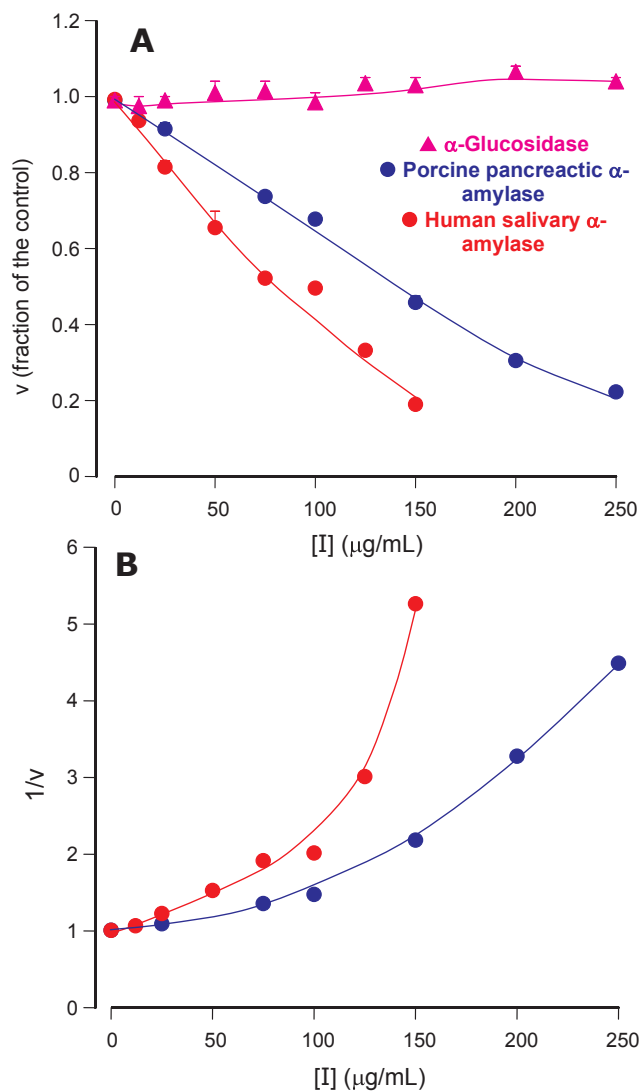 A
1.2
1.0
0.8
0.6
0.4
0.2
0
v (fraction of the control)
α-Glucosidase
Porcine pancreactic α-
amylase
Human salivary α-
amylase
0 50 100 150 200 250
[I] (μg/mL)
B
6
5
4
3
2
1
0
1/v
0 50 100 150 200 250
[I] (μg/mL)